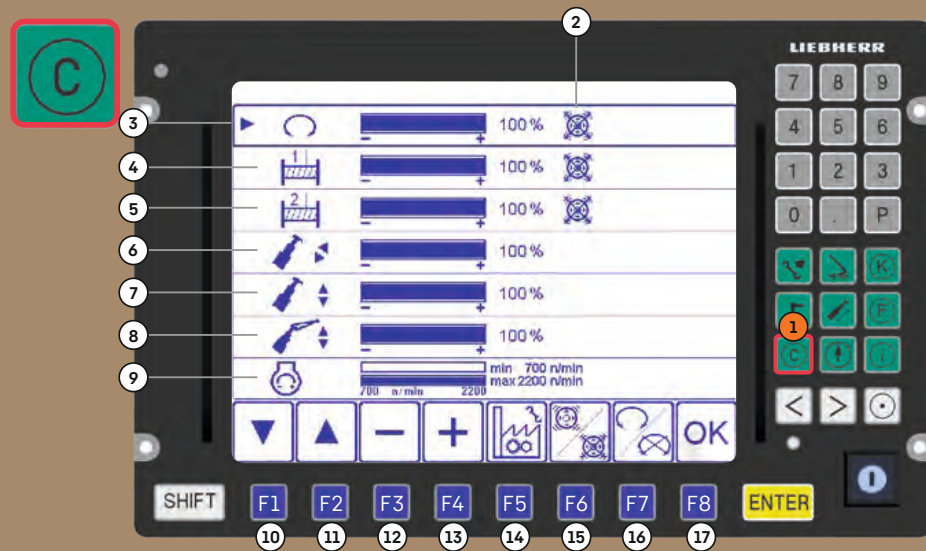 C
2
LIEBHERR
7 8 9
3
100 %
- +
4 5 6
4
1
100 %
- +
1 2 3
5
2
100 %
- +
0 . P
6
100 %
- +
K
7
100 %
- +
F
1
8
100 %
- +
C i
9
min 700 n/min
max 2200 n/min
700 n/min 2200
< >
- + OK
SHIFT F1 F2 F3 F4 F5 F6 F7 F8 ENTER
10 11 12 13 14 15 16 17